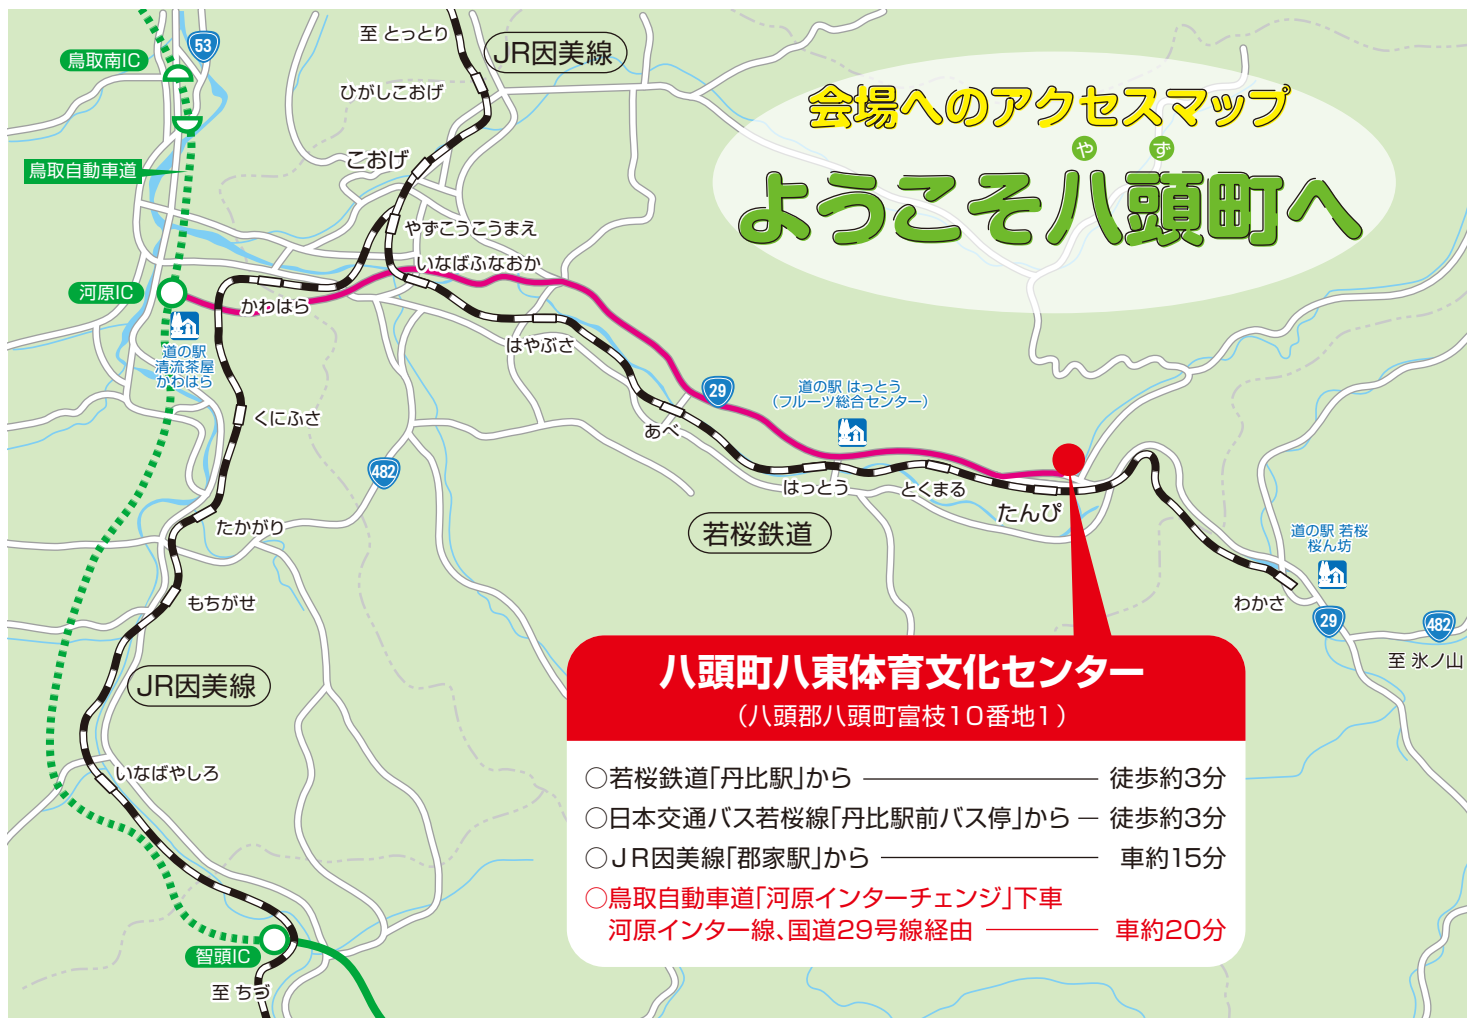 至 とっとり
JR因美線
53
鳥取南IC
ひがしこおげ
会場へのアクセスマップ
や ず
ようこそ八頭町へ
鳥取自動車道
こおげ
やずこうこうまえ
いなばふなおか
河原IC
かわはら
道の駅
清流茶屋
かわはら
はやぶさ
29
道の駅 はっとう
(フルーツ総合センター)
くにふさ
あべ
482
はっとう
とくまる
たんぴ
たかがり
若桜鉄道
道の駅 若桜
桜ん坊
もちがせ
わかさ
29
482
至 氷ノ山
JR因美線
いなばやしろ
智頭IC
至 ちづ
八頭町八東体育文化センター
(八頭郡八頭町富枝10番地1)
○若桜鉄道「丹比駅」から 徒歩約3分
○日本交通バス若桜線「丹比駅前バス停」から 徒歩約3分
○JR因美線「郡家駅」から 車約15分
○鳥取自動車道「河原インターチェンジ」下車
河原インター線、国道29号線経由 車約20分